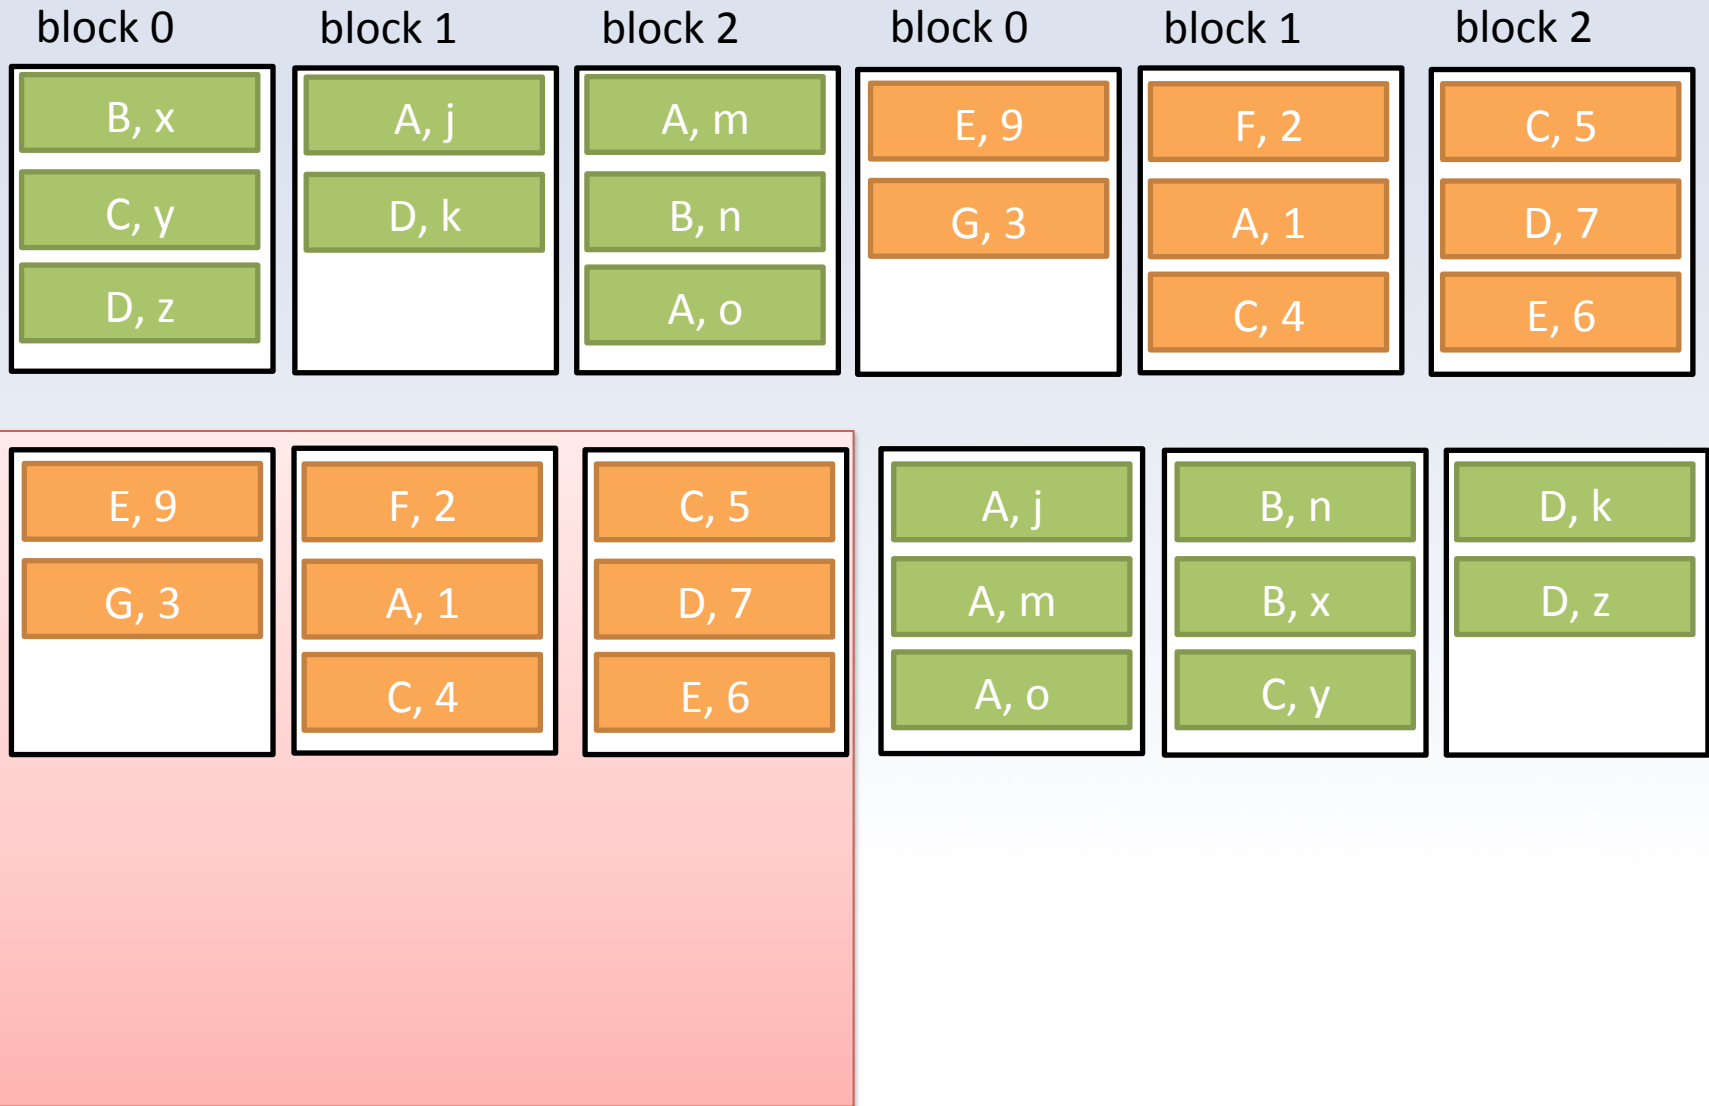 block 0 block 1 block 2 block 0 block 1 block 2
B, x A, j A, m E, 9 F, 2 C, 5
C, y D, k B, n G, 3 A, 1 D, 7
D, z A, o C, 4 E, 6
E, 9 F, 2 C, 5 A, j B, n D, k
G, 3 A, 1 D, 7 A, m B, x D, z
C, 4 E, 6 A, o C, y